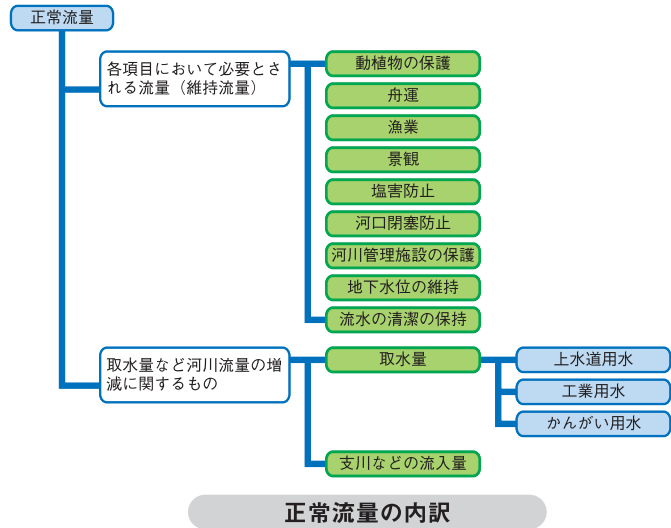 正常流量
各項目において必要とさ
れる流量（維持流量）
動植物の保護
舟運
漁業
景観
塩害防止
河口閉塞防止
河川管理施設の保護
地下水位の維持
流水の清潔の保持
取水量など河川流量の増
減に関するもの
取水量
上水道用水
工業用水
かんがい用水
支川などの流入量
正常流量の内訳